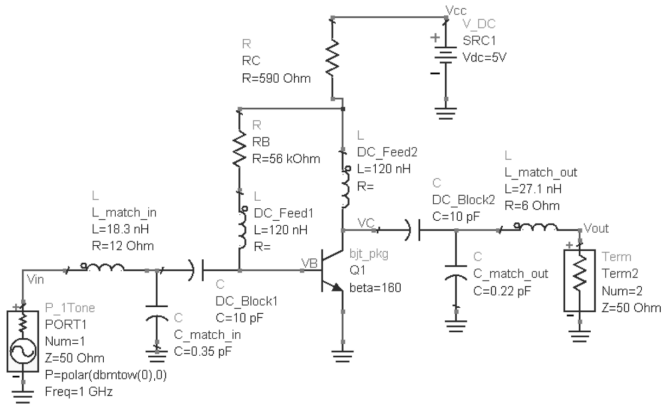 Vcc
V_DC
SRC1
Vdc=5V
R
RC
R=590 Ohm
R
RB
R=56 kOhm
L
DC_Feed2
L=120 nH
R=
L
DC_Feed1
L=120 nH
R=
L
L_match_in
L=18.3 nH
R=12 Ohm
C
DC_Block2
C=10 pF
L
L_match_out
L=27.1 nH
R=6 Ohm
VC
Vout
VB
bjt_pkg
Q1
beta=160
Vin
C
DC_Block1
C=10 pF
C
C_match_in
C=0.35 pF
C
C_match_out
C=0.22 pF
Term
Term2
Num=2
Z=50 Ohm
P_1Tone
PORT1
Num=1
Z=50 Ohm
P=polar(dbmtow(0),0)
Freq=1 GHz